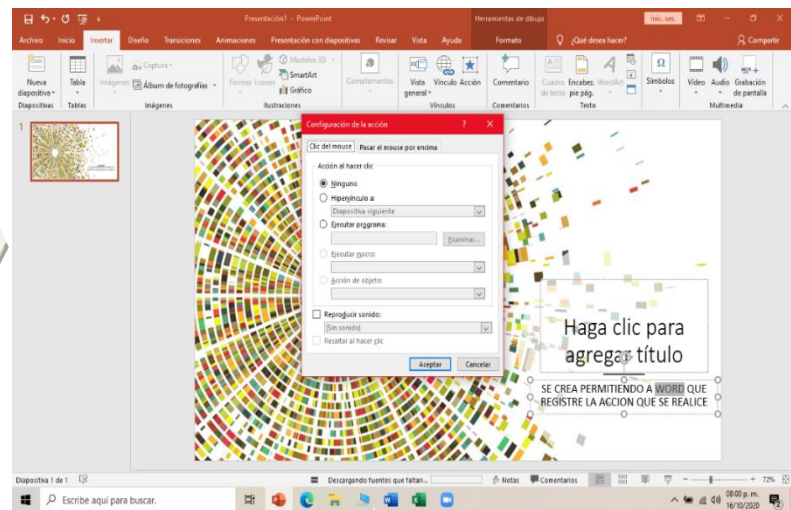 Presentación1 - PowerPoint
Herramientas de dibujo
Inic. ses.
Archivo Inicio Insertar Diseño Transiciones Animaciones Presentación con diapositivas Revisar Vista Ayuda Formato ¿Qué desea hacer? Compartir
Nueva diapositiva
Tabla
Imágenes
Captura
Álbum de fotografías
Formas
Iconos
Modelos 3D
SmartArt
Gráfico
Complementos
Vista general
Vínculo
Acción
Comentario
Cuadro de texto
Encabez. pie pág.
WordArt
Símbolos
Vídeo
Audio
Grabación de pantalla
Diapositivas Tablas Imágenes Ilustraciones Vínculos Comentarios Texto Multimedia
1
Configuración de la acción ? ×
Clic del mouse Pasar el mouse por encima
Acción al hacer clic
Ninguno
Hipervínculo a:
Diapositiva siguiente
Ejecutar programa:
Examinar...
Ejecutar macro:
Acción de objeto:
Reproducir sonido:
[Sin sonido]
Resaltar al hacer clic
Aceptar Cancelar
Haga clic para
agregar título
SE CREA PERMITIENDO A WORD QUE
REGISTRE LA ACCION QUE SE REALICE
Diapositiva 1 de 1 Descargando fuentes que faltan... Notas Comentarios 72%
Escribe aquí para buscar.
08:00 p. m.
16/10/2020
2